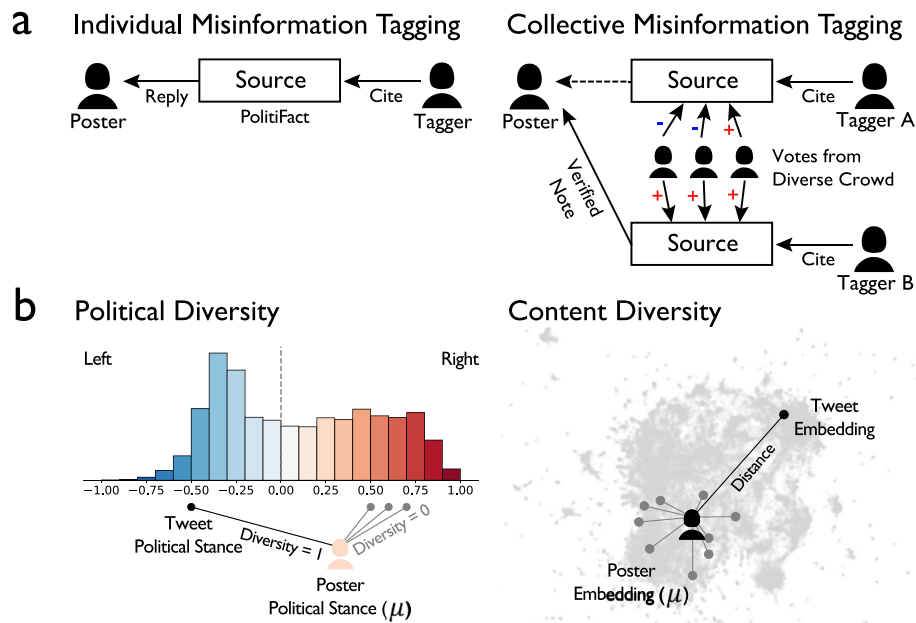 a
Individual Misinformation Tagging
Source
Reply
Cite
Poster
PolitiFact
Tagger
Collective Misinformation Tagging
Source
Cite
Poster
Tagger A
-
-
+
Votes from
Diverse Crowd
Verified
Note
+
+
+
Source
Cite
Tagger B
b
Political Diversity
Left
Right
-1.00 -0.75 -0.50 -0.25 0.00 0.25 0.50 0.75 1.00
Tweet
Political Stance
Diversity = 1
Diversity = 0
Poster
Political Stance (μ)
Content Diversity
Tweet
Embedding
Distance
Poster
Embedding (μ)